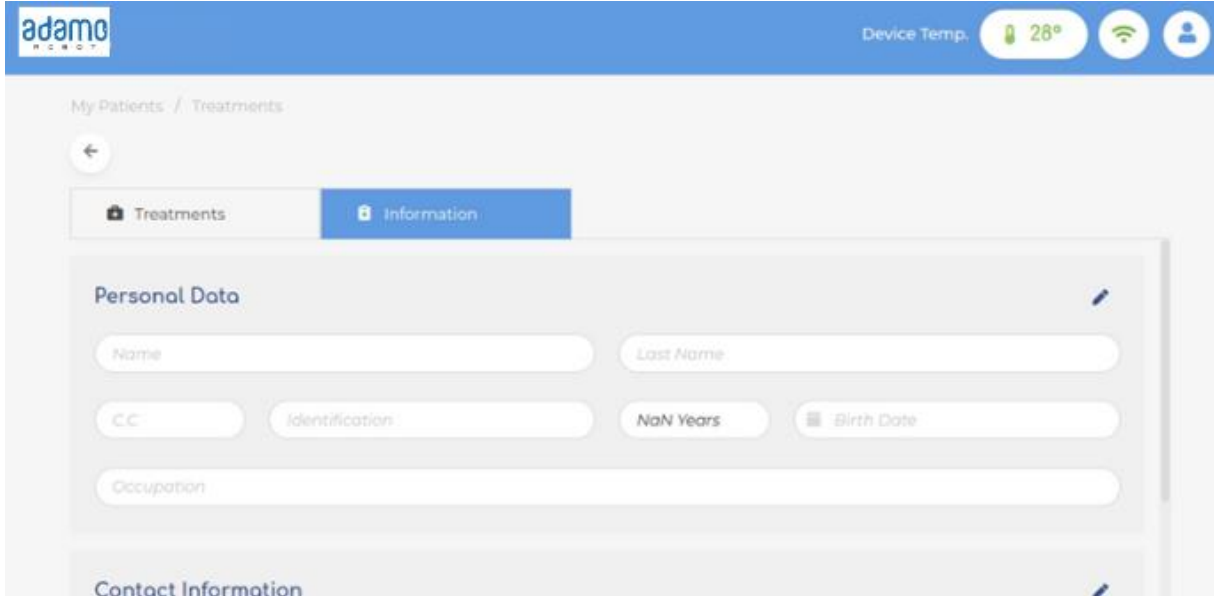 adamo
ROBOT
Device Temp. 28°
My Patients / Treatments
Treatments Information
Personal Data
Name Last Name
C.C Identification NaN Years Birth Date
Occupation
Contact Information